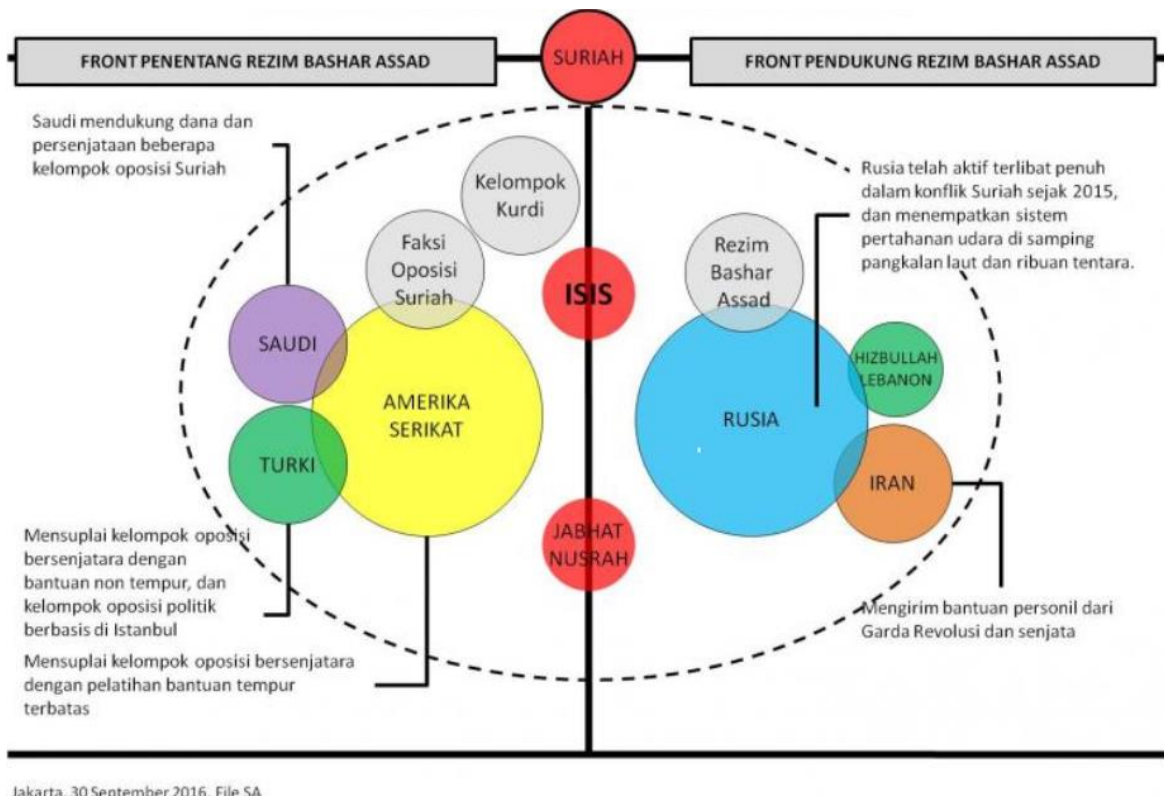 FRONT PENENTANG REZIM BASHAR ASSAD
SURIAH
FRONT PENDUKUNG REZIM BASHAR ASSAD
Saudi mendukung dana dan
persenjataan beberapa
kelompok oposisi Suriah
Kelompok
Kurdi
Faksi
Oposisi
Suriah
ISIS
Rezim
Bashar
Assad
Rusia telah aktif terlibat penuh
dalam konflik Suriah sejak 2015,
dan menempatkan sistem
pertahanan udara di samping
pangkalan laut dan ribuan tentara.
SAUDI
AMERIKA
SERIKAT
TURKI
RUSIA
HIZBULLAH
LEBANON
IRAN
JABHAT
NUSRAH
Mensuplai kelompok oposisi
bersenjatara dengan
bantuan non tempur, dan
kelompok oposisi politik
berbasis di Istanbul
Mensuplai kelompok oposisi bersenjatara
dengan pelatihan bantuan tempur
terbatas
Mengirim bantuan personil dari
Garda Revolusi dan senjata
Jakarta, 30 September 2016. File SA